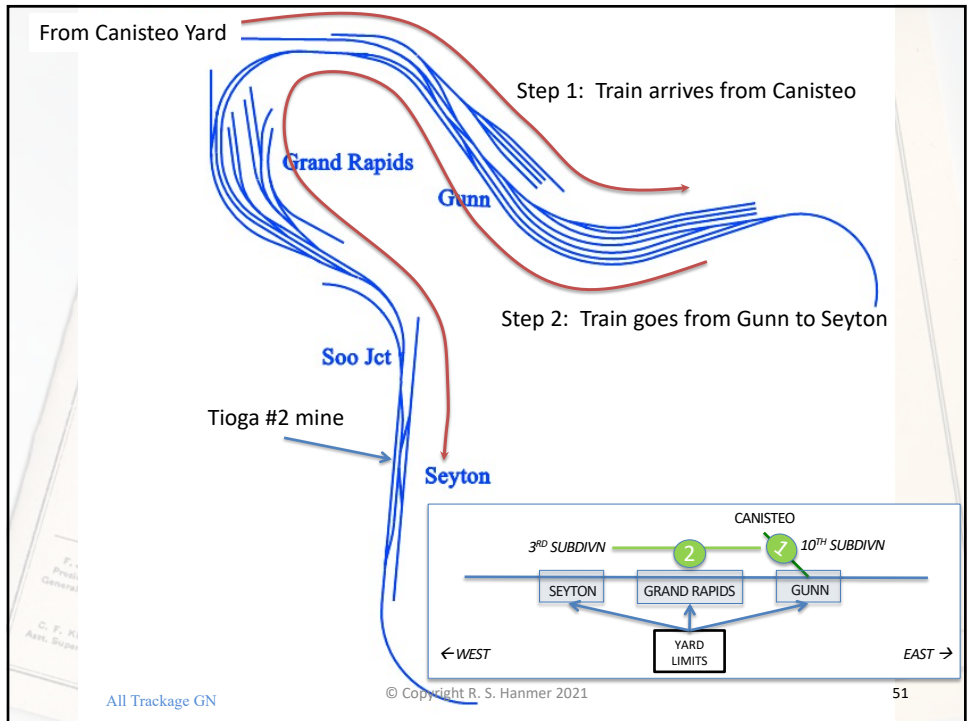 From Canisteo Yard
Step 1: Train arrives from Canisteo
Grand Rapids
Gunn
Step 2: Train goes from Gunn to Seyton
Soo Jct
Tioga #2 mine
Seyton
CANISTEO
3RD SUBDIVN
2
1
10TH SUBDIVN
SEYTON
GRAND RAPIDS
GUNN
YARD
LIMITS
←WEST
EAST →
All Trackage GN
© Copyright R. S. Hanmer 2021
51